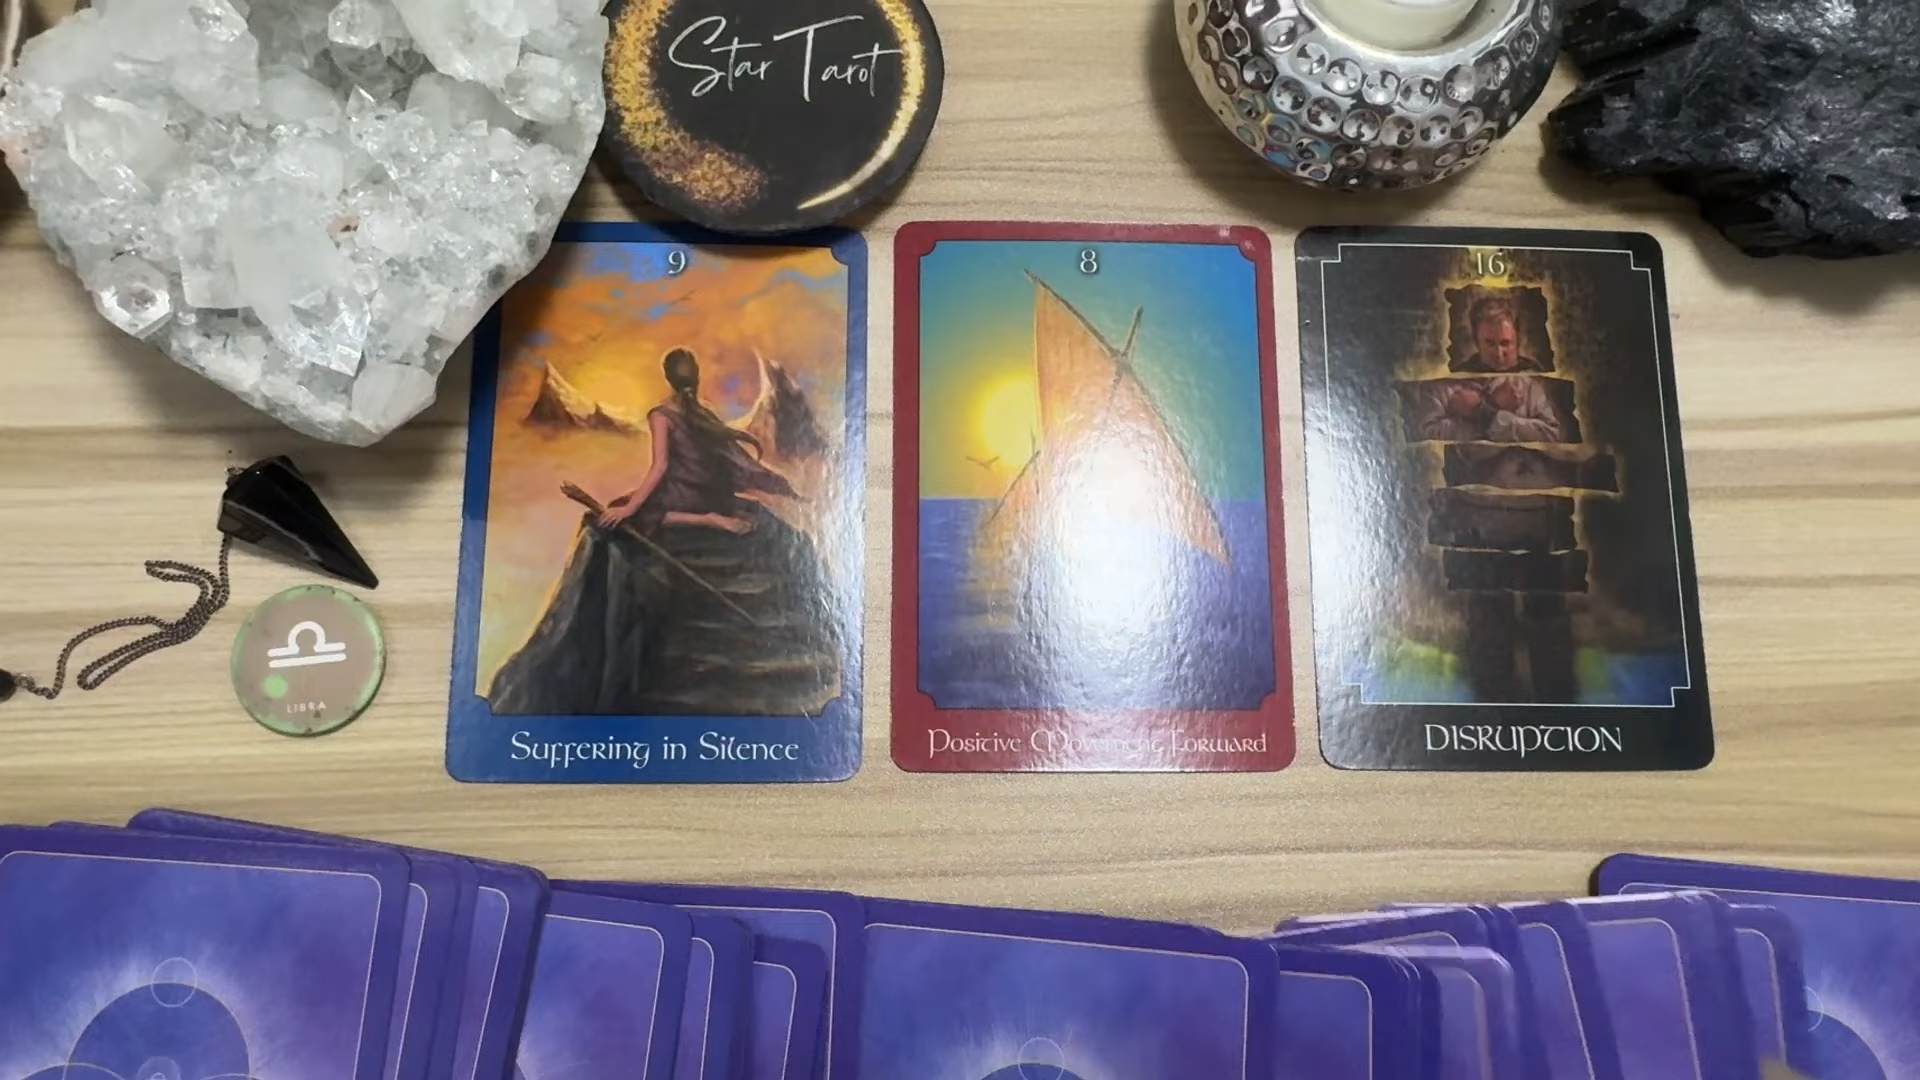 Star Tarot
9
8
16
LIBRA
Suffering in Silence
Positive Movement Forward
DISRUPTION